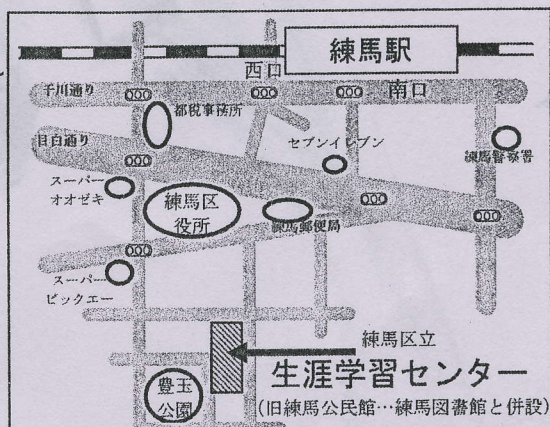 練馬駅
西口
千川通り
南口
都税事務所
目白通り
セブンイレブン
練馬警察署
スーパー
オオゼキ
練馬区
役所
練馬郵便局
スーパー
ビックエー
練馬区立
生涯学習センター
豊玉
公園
(旧練馬公民館…練馬図書館と併設)